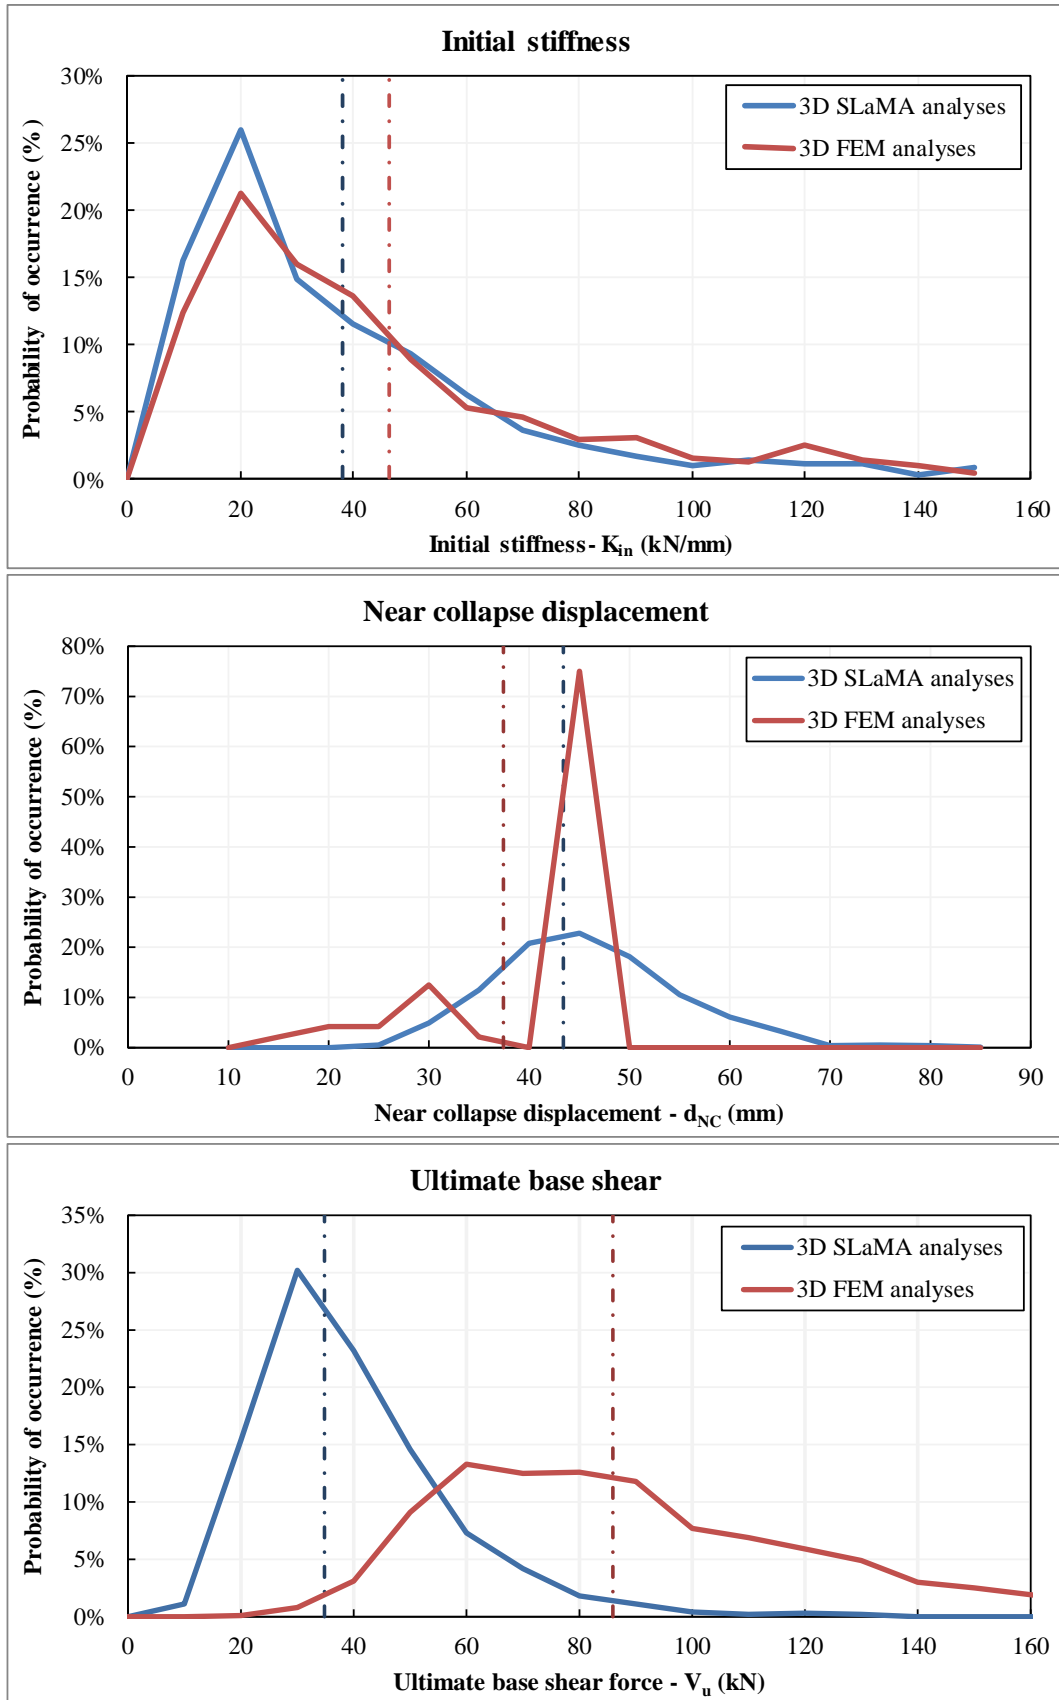 Initial stiffness
30%
25%
20%
15%
10%
5%
0%
Probability of occurrence (%)
3D SLaMA analyses
3D FEM analyses
0 20 40 60 80 100 120 140 160
Initial stiffness - K_in (kN/mm)
Near collapse displacement
80%
70%
60%
50%
40%
30%
20%
10%
0%
Probability of occurrence (%)
3D SLaMA analyses
3D FEM analyses
0 10 20 30 40 50 60 70 80 90
Near collapse displacement - d_NC (mm)
Ultimate base shear
35%
30%
25%
20%
15%
10%
5%
0%
Probability of occurrence (%)
3D SLaMA analyses
3D FEM analyses
0 20 40 60 80 100 120 140 160
Ultimate base shear force - V_u (kN)